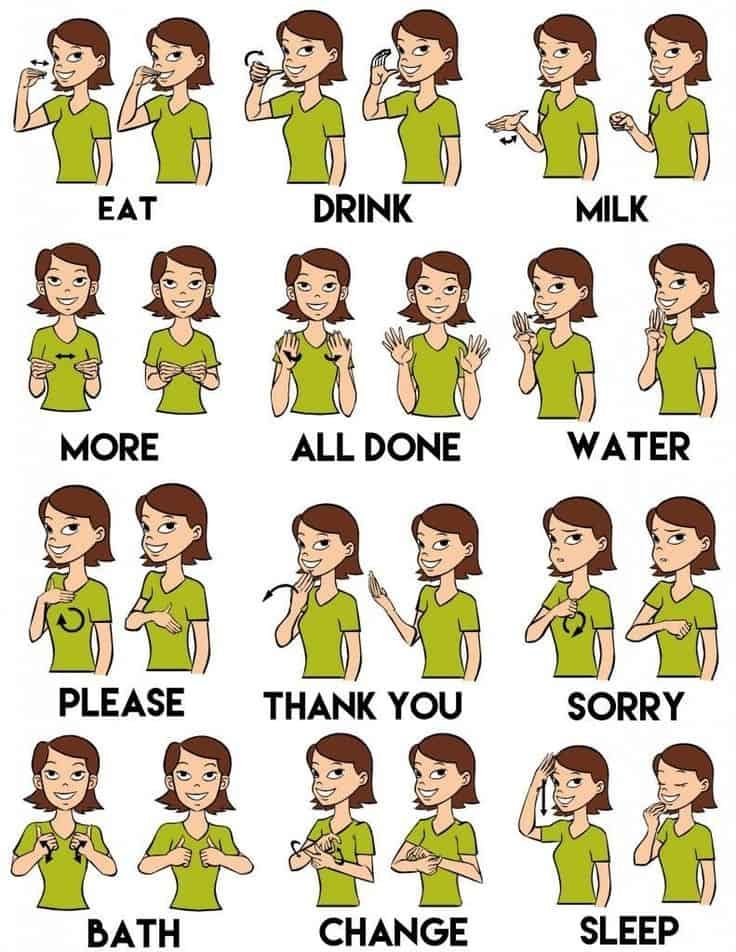 EAT DRINK MILK
MORE ALL DONE WATER
PLEASE THANK YOU SORRY
BATH CHANGE SLEEP